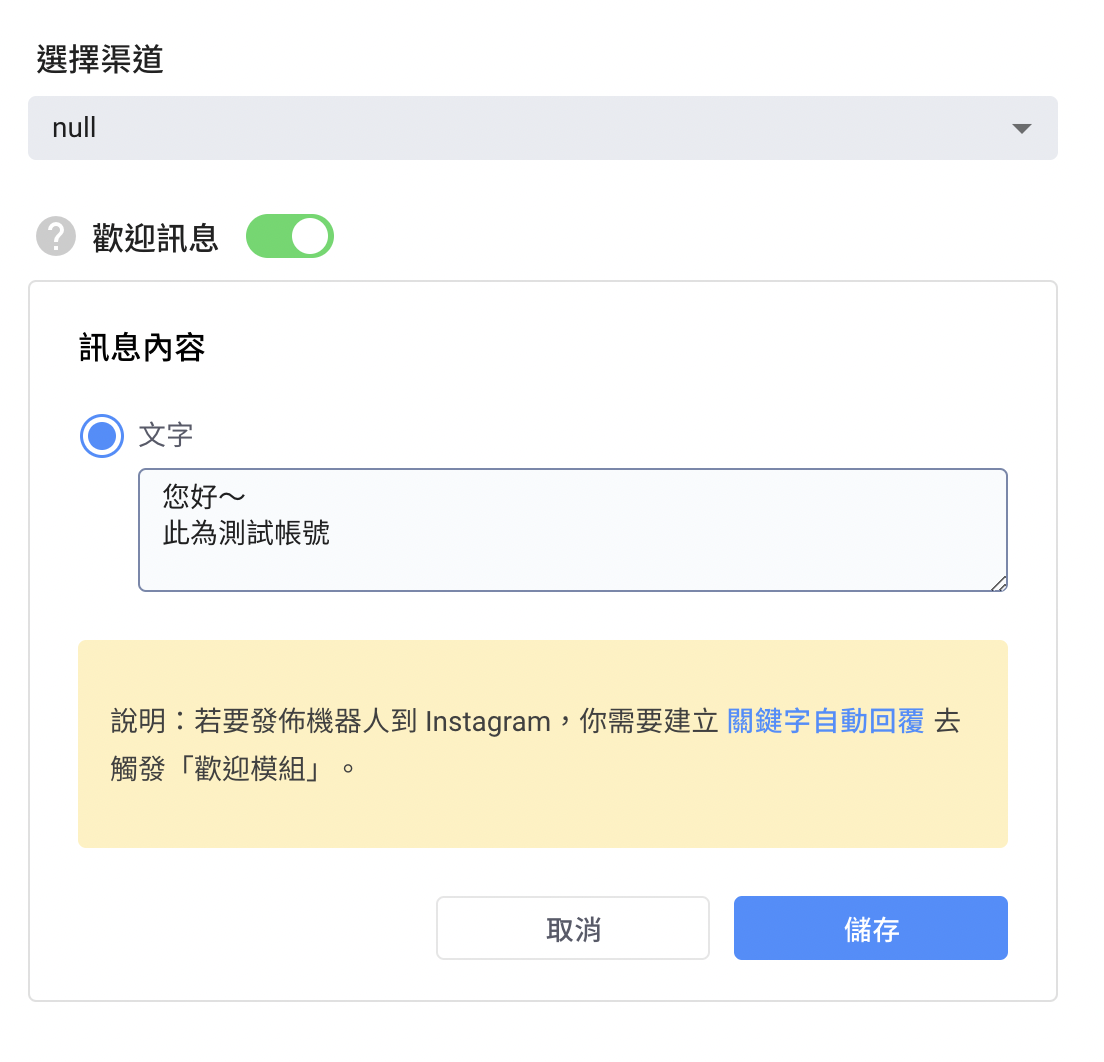 選擇渠道
null
? 歡迎訊息
訊息內容
文字
您好～
此為測試帳號
說明：若要發佈機器人到 Instagram，你需要建立 關鍵字自動回覆 去
觸發「歡迎模組」。
取消 儲存